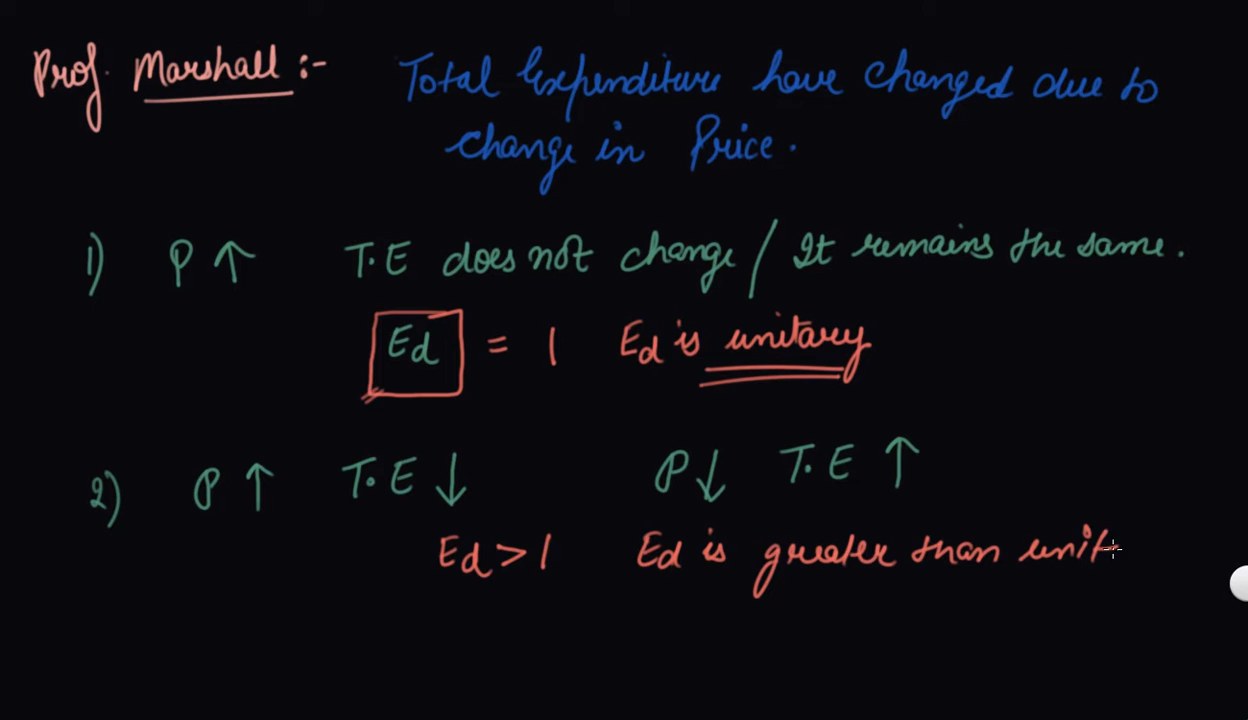 Prof. Marshall :- Total Expenditure have changed due to
change in Price.
1) P ↑ T.E does not change / It remains the same.
Ed = 1 Ed is unitary
2) P ↑ T.E ↓ P ↓ T.E ↑
Ed > 1 Ed is greater than unit